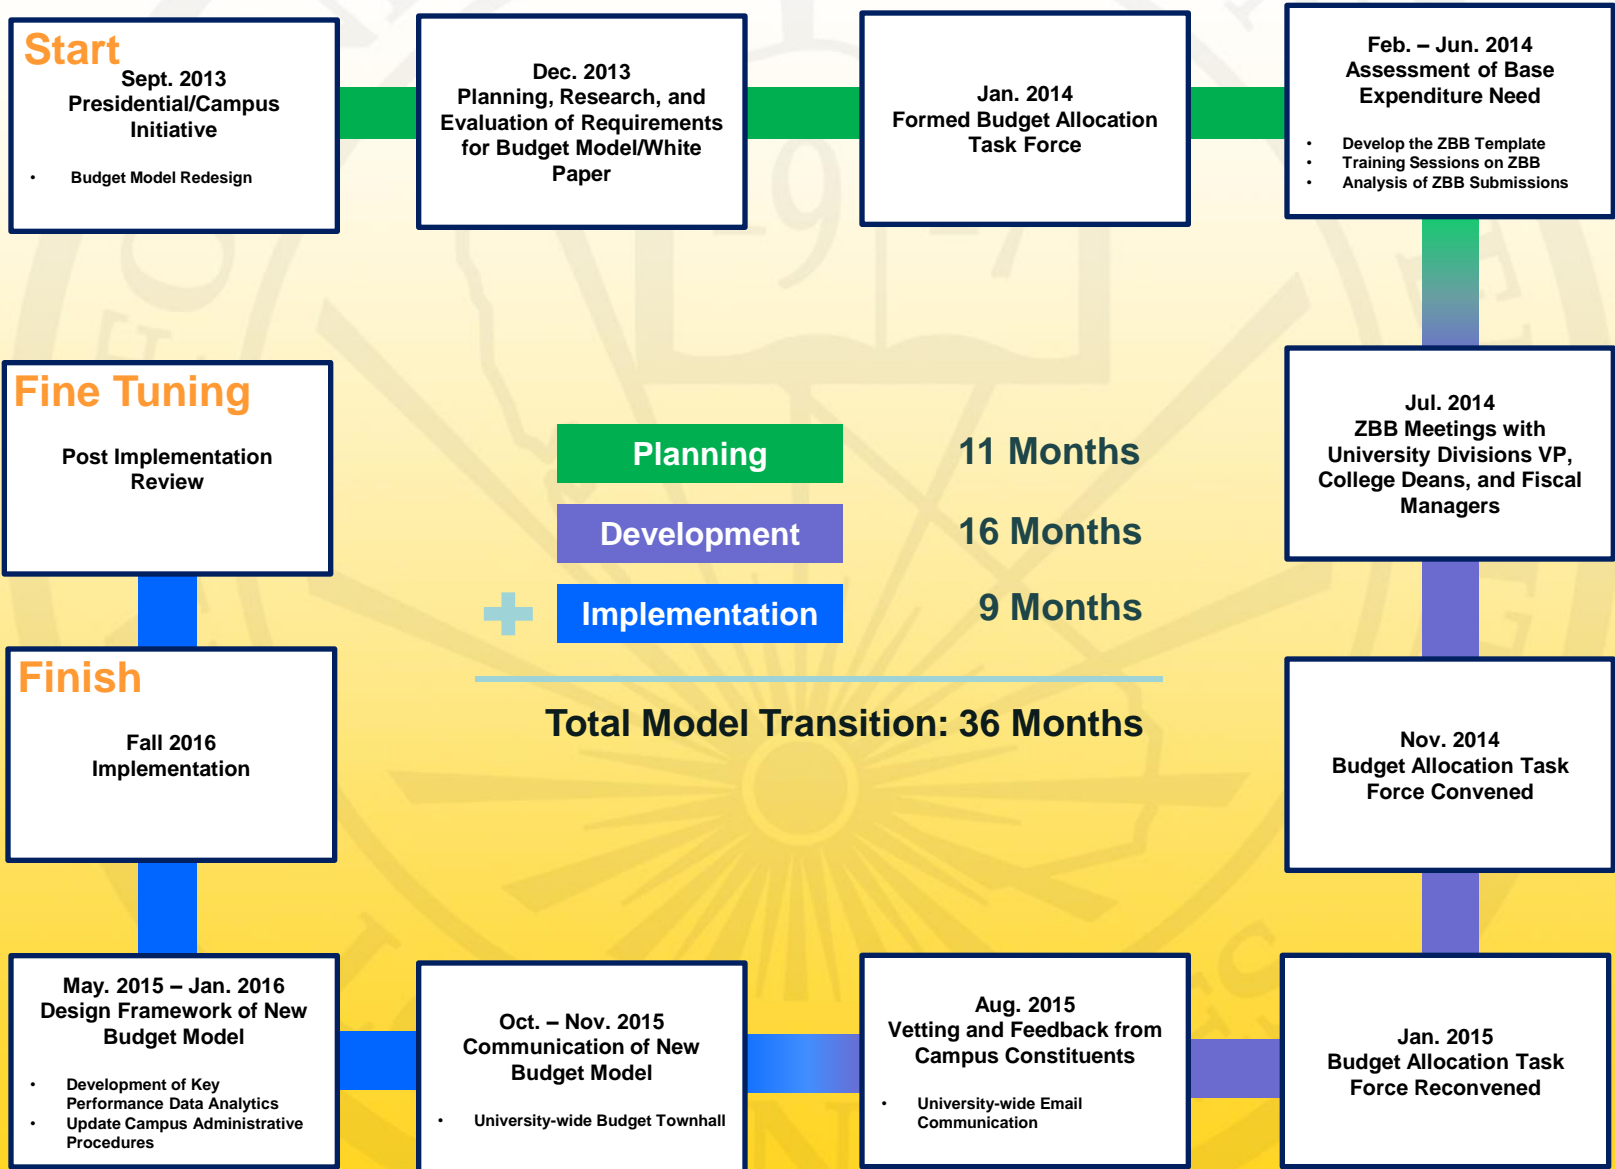 Start
Sept. 2013
Presidential/Campus
Initiative
• Budget Model Redesign
Dec. 2013
Planning, Research, and
Evaluation of Requirements
for Budget Model/White
Paper
Jan. 2014
Formed Budget Allocation
Task Force
Feb. – Jun. 2014
Assessment of Base
Expenditure Need
• Develop the ZBB Template
• Training Sessions on ZBB
• Analysis of ZBB Submissions
Jul. 2014
ZBB Meetings with
University Divisions VP,
College Deans, and Fiscal
Managers
Nov. 2014
Budget Allocation Task
Force Convened
Jan. 2015
Budget Allocation Task
Force Reconvened
Aug. 2015
Vetting and Feedback from
Campus Constituents
• University-wide Email
Communication
Oct. – Nov. 2015
Communication of New
Budget Model
• University-wide Budget Townhall
May. 2015 – Jan. 2016
Design Framework of New
Budget Model
• Development of Key
Performance Data Analytics
• Update Campus Administrative
Procedures
Finish
Fall 2016
Implementation
Fine Tuning
Post Implementation
Review
Planning 11 Months
Development 16 Months
+ Implementation 9 Months
Total Model Transition: 36 Months